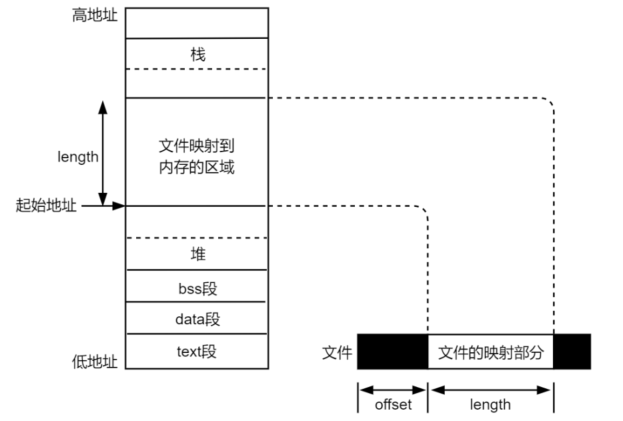 高地址
栈
length
文件映射到
内存的区域
起始地址
堆
bss段
data段
text段
低地址
文件
文件的映射部分
offset
length